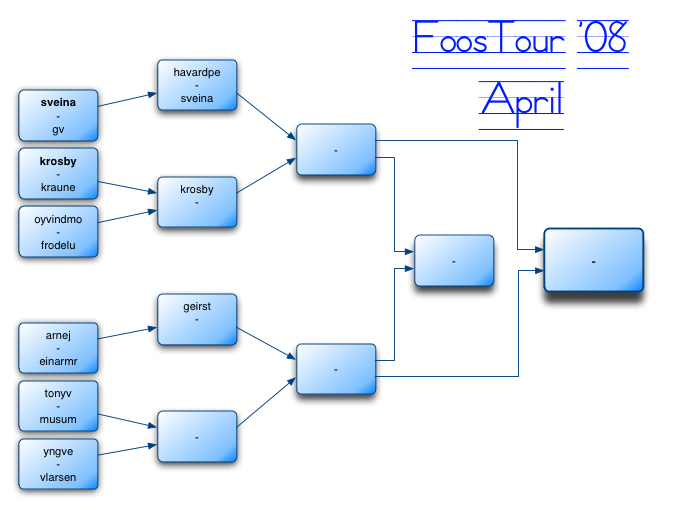 FoosTour '08
April
sveina
-
gv
krosby
-
kraune
oyvindmo
-
frodelu
arnej
-
einarmr
tonyv
-
musum
yngve
-
vlarsen
havardpe
-
sveina
krosby
-
geirst
-
-
-
-
-
-